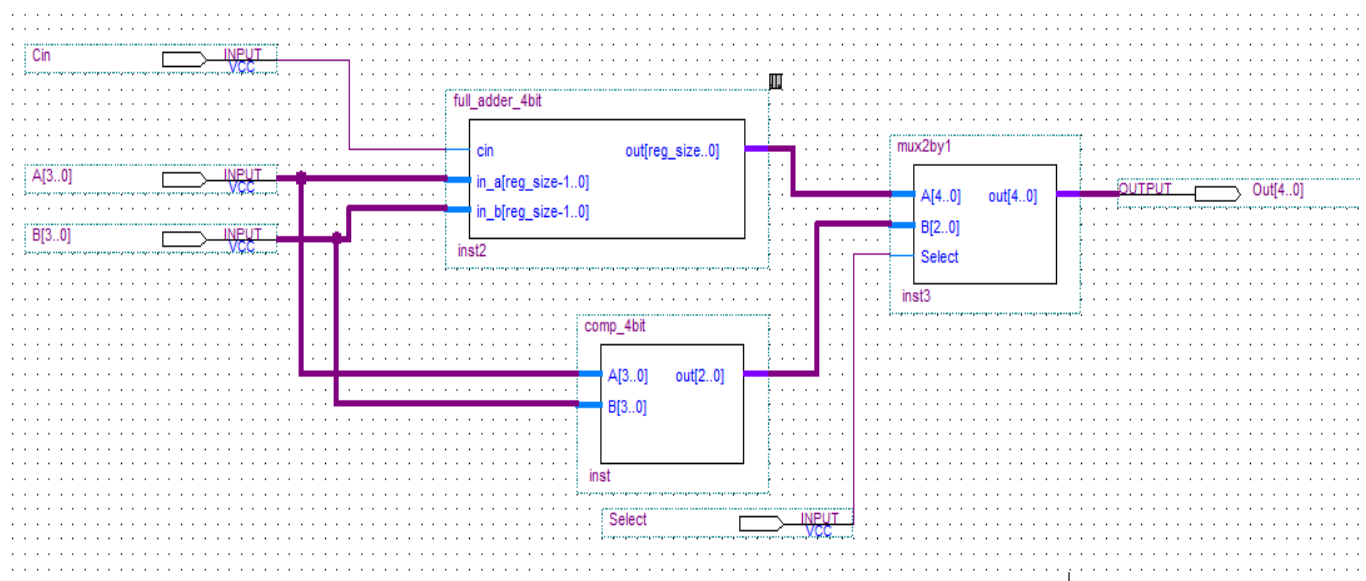 Cin
INPUT
VCC
A[3..0]
INPUT
VCC
B[3..0]
INPUT
VCC
full_adder_4bit
cin
out[reg_size..0]
in_a[reg_size-1..0]
in_b[reg_size-1..0]
inst2
mux2by1
A[4..0]
out[4..0]
B[2..0]
Select
inst3
OUTPUT
Out[4..0]
comp_4bit
A[3..0]
out[2..0]
B[3..0]
inst
Select
INPUT
VCC